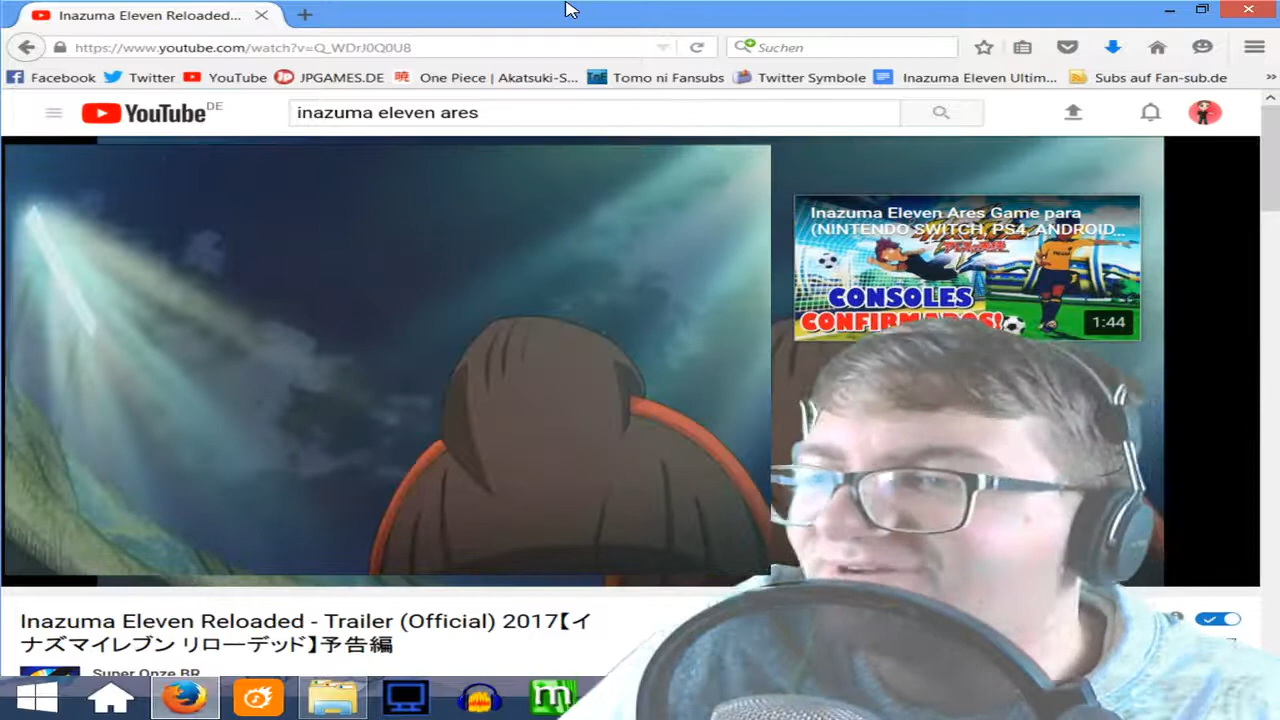 Inazuma Eleven Reloaded...
https://www.youtube.com/watch?v=Q_WDrJ0Q0U8
Suchen
Facebook Twitter YouTube JPGAMES.DE One Piece | Akatsuki-S... Tomo ni Fansubs Twitter Symbole Inazuma Eleven Ultim... Subs auf Fan-sub.de
YouTube DE
inazuma eleven ares
Inazuma Eleven Ares Game para
(NINTENDO SWITCH, PS4, ANDROID...
CONSOLES
1:44
Inazuma Eleven Reloaded - Trailer (Official) 2017【イ
ナズマイレブン リローデッド】予告編
Super Onze BR